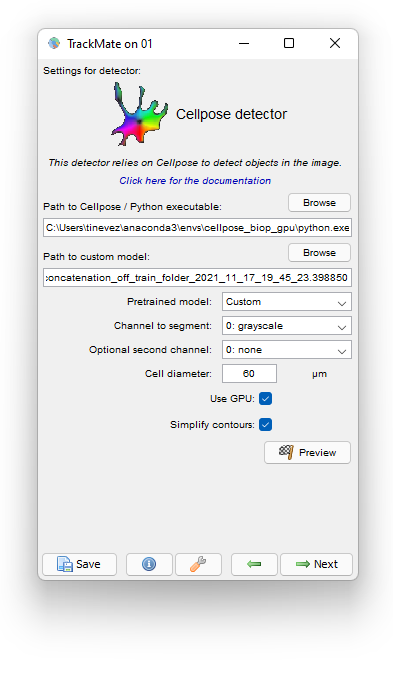 TrackMate on 01
Settings for detector:
Cellpose detector
This detector relies on Cellpose to detect objects in the image.
Click here for the documentation
Path to Cellpose / Python executable:
Browse
C:\Users\tinevez\anaconda3\envs\cellpose_biop_gpu\python.exe
Path to custom model:
Browse
concatenation_off_train_folder_2021_11_17_19_45_23.398850
Pretrained model: Custom
Channel to segment: 0: grayscale
Optional second channel: 0: none
Cell diameter: 60 µm
Use GPU:
Simplify contours:
Preview
Save Next